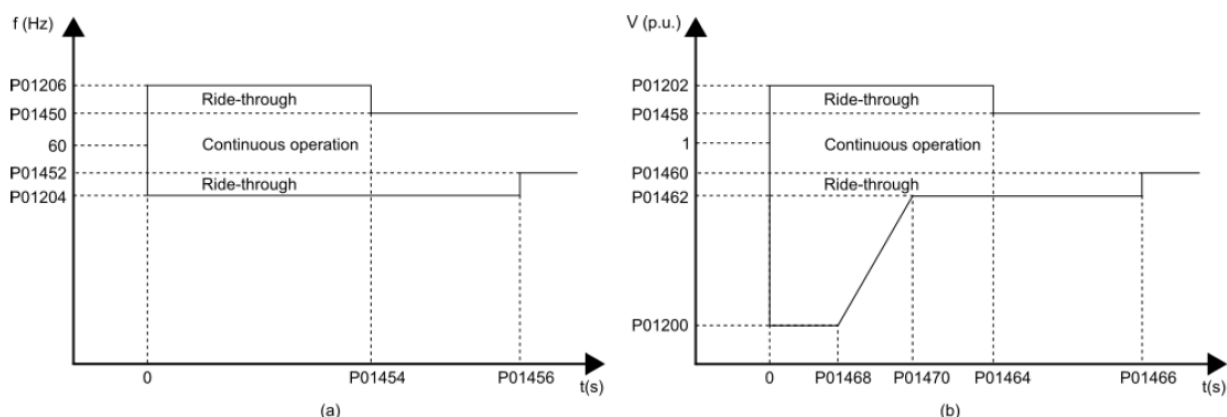 f (Hz)
P01206
Ride-through
P01450
60
Continuous operation
P01452
Ride-through
P01204
0
P01454
P01456
t(s)
(a)
V (p.u.)
P01202
Ride-through
P01458
1
Continuous operation
P01460
Ride-through
P01462
P01200
0
P01468
P01470
P01464
P01466
t(s)
(b)